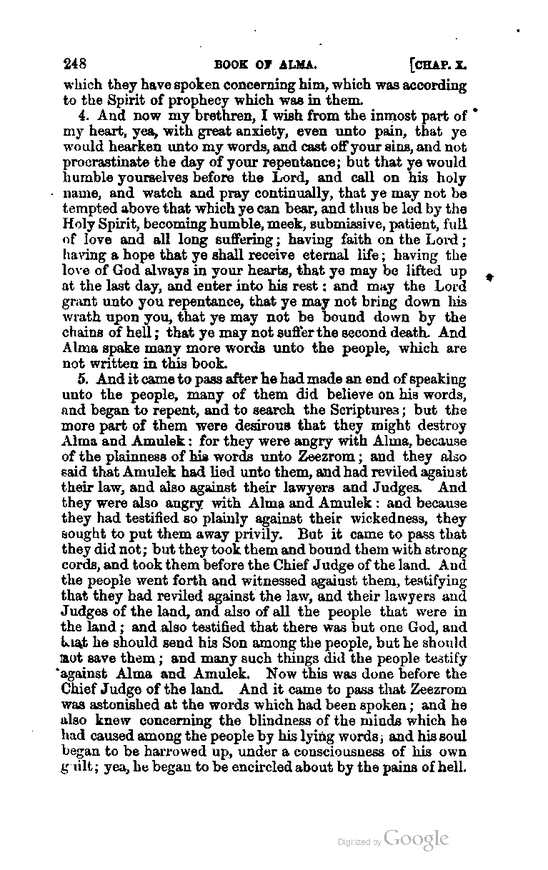 248 BOOK OF ALMA. [CHAP. X.
which they have spoken concerning him, which was according
to the Spirit of prophecy which was in them.
4. And now my brethren, I wish from the inmost part of
my heart, yea, with great anxiety, even unto pain, that ye
would hearken unto my words, and cast off your sins, and not
procrastinate the day of your repentance; but that ye would
humble yourselves before the Lord, and call on his holy
name, and watch and pray continually, that ye may not be
tempted above that which ye can bear, and thus be led by the
Holy Spirit, becoming humble, meek, submissive, patient, full
of love and all long suffering; having faith on the Lord;
having a hope that ye shall receive eternal life; having the
love of God always in your hearts, that ye may be lifted up
at the last day, and enter into his rest: and may the Lord
grant unto you repentance, that ye may not bring down his
wrath upon you, that ye may not be bound down by the
chains of hell; that ye may not suffer the second death. And
Alma spake many more words unto the people, which are
not written in this book.
5. And it came to pass after he had made an end of speaking
unto the people, many of them did believe on his words,
and began to repent, and to search the Scriptures; but the
more part of them were desirous that they might destroy
Alma and Amulek: for they were angry with Alma, because
of the plainness of his words unto Zeezrom; and they also
said that Amulek had lied unto them, and had reviled against
their law, and also against their lawyers and Judges. And
they were also angry with Alma and Amulek: and because
they had testified so plainly against their wickedness, they
sought to put them away privily. But it came to pass that
they did not; but they took them and bound them with strong
cords, and took them before the Chief Judge of the land. And
the people went forth and witnessed against them, testifying
that they had reviled against the law, and their lawyers and
Judges of the land, and also of all the people that were in
the land; and also testified that there was but one God, and
that he should send his Son among the people, but he should
not save them; and many such things did the people testify
against Alma and Amulek. Now this was done before the
Chief Judge of the land. And it came to pass that Zeezrom
was astonished at the words which had been spoken; and he
also knew concerning the blindness of the minds which he
had caused among the people by his lying words; and his soul
began to be harrowed up, under a consciousness of his own
guilt; yea, he began to be encircled about by the pains of hell.
Digitized by Google